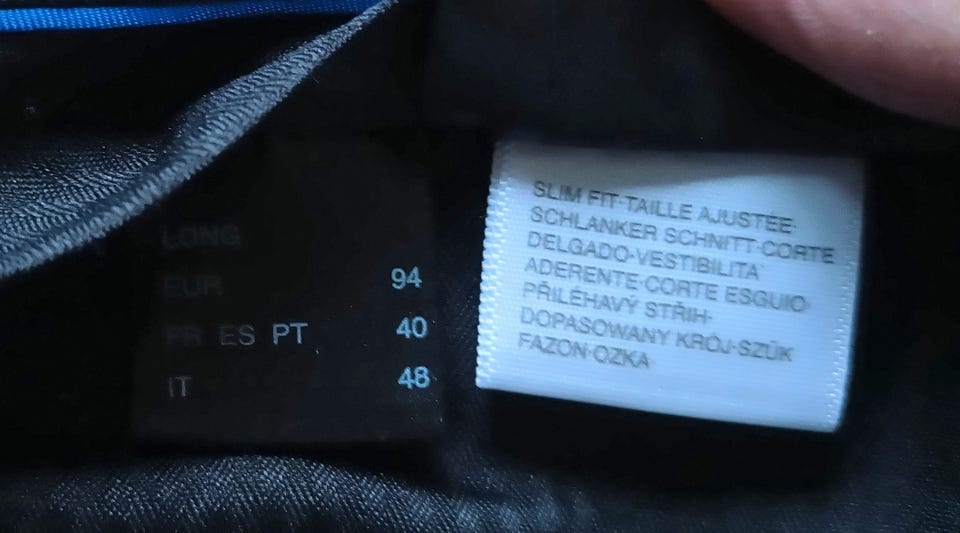 LONG
EUR 94
FR ES PT 40
IT 48
SLIM FIT·TAILLE AJUSTÉE·
SCHLANKER SCHNITT·CORTE
DELGADO·VESTIBILITA'
ADERENTE·CORTE ESGUIO·
PŘILÉHAVÝ STŘIH·
DOPASOWANY KRÓJ·SZŰK
FAZON·OZKA